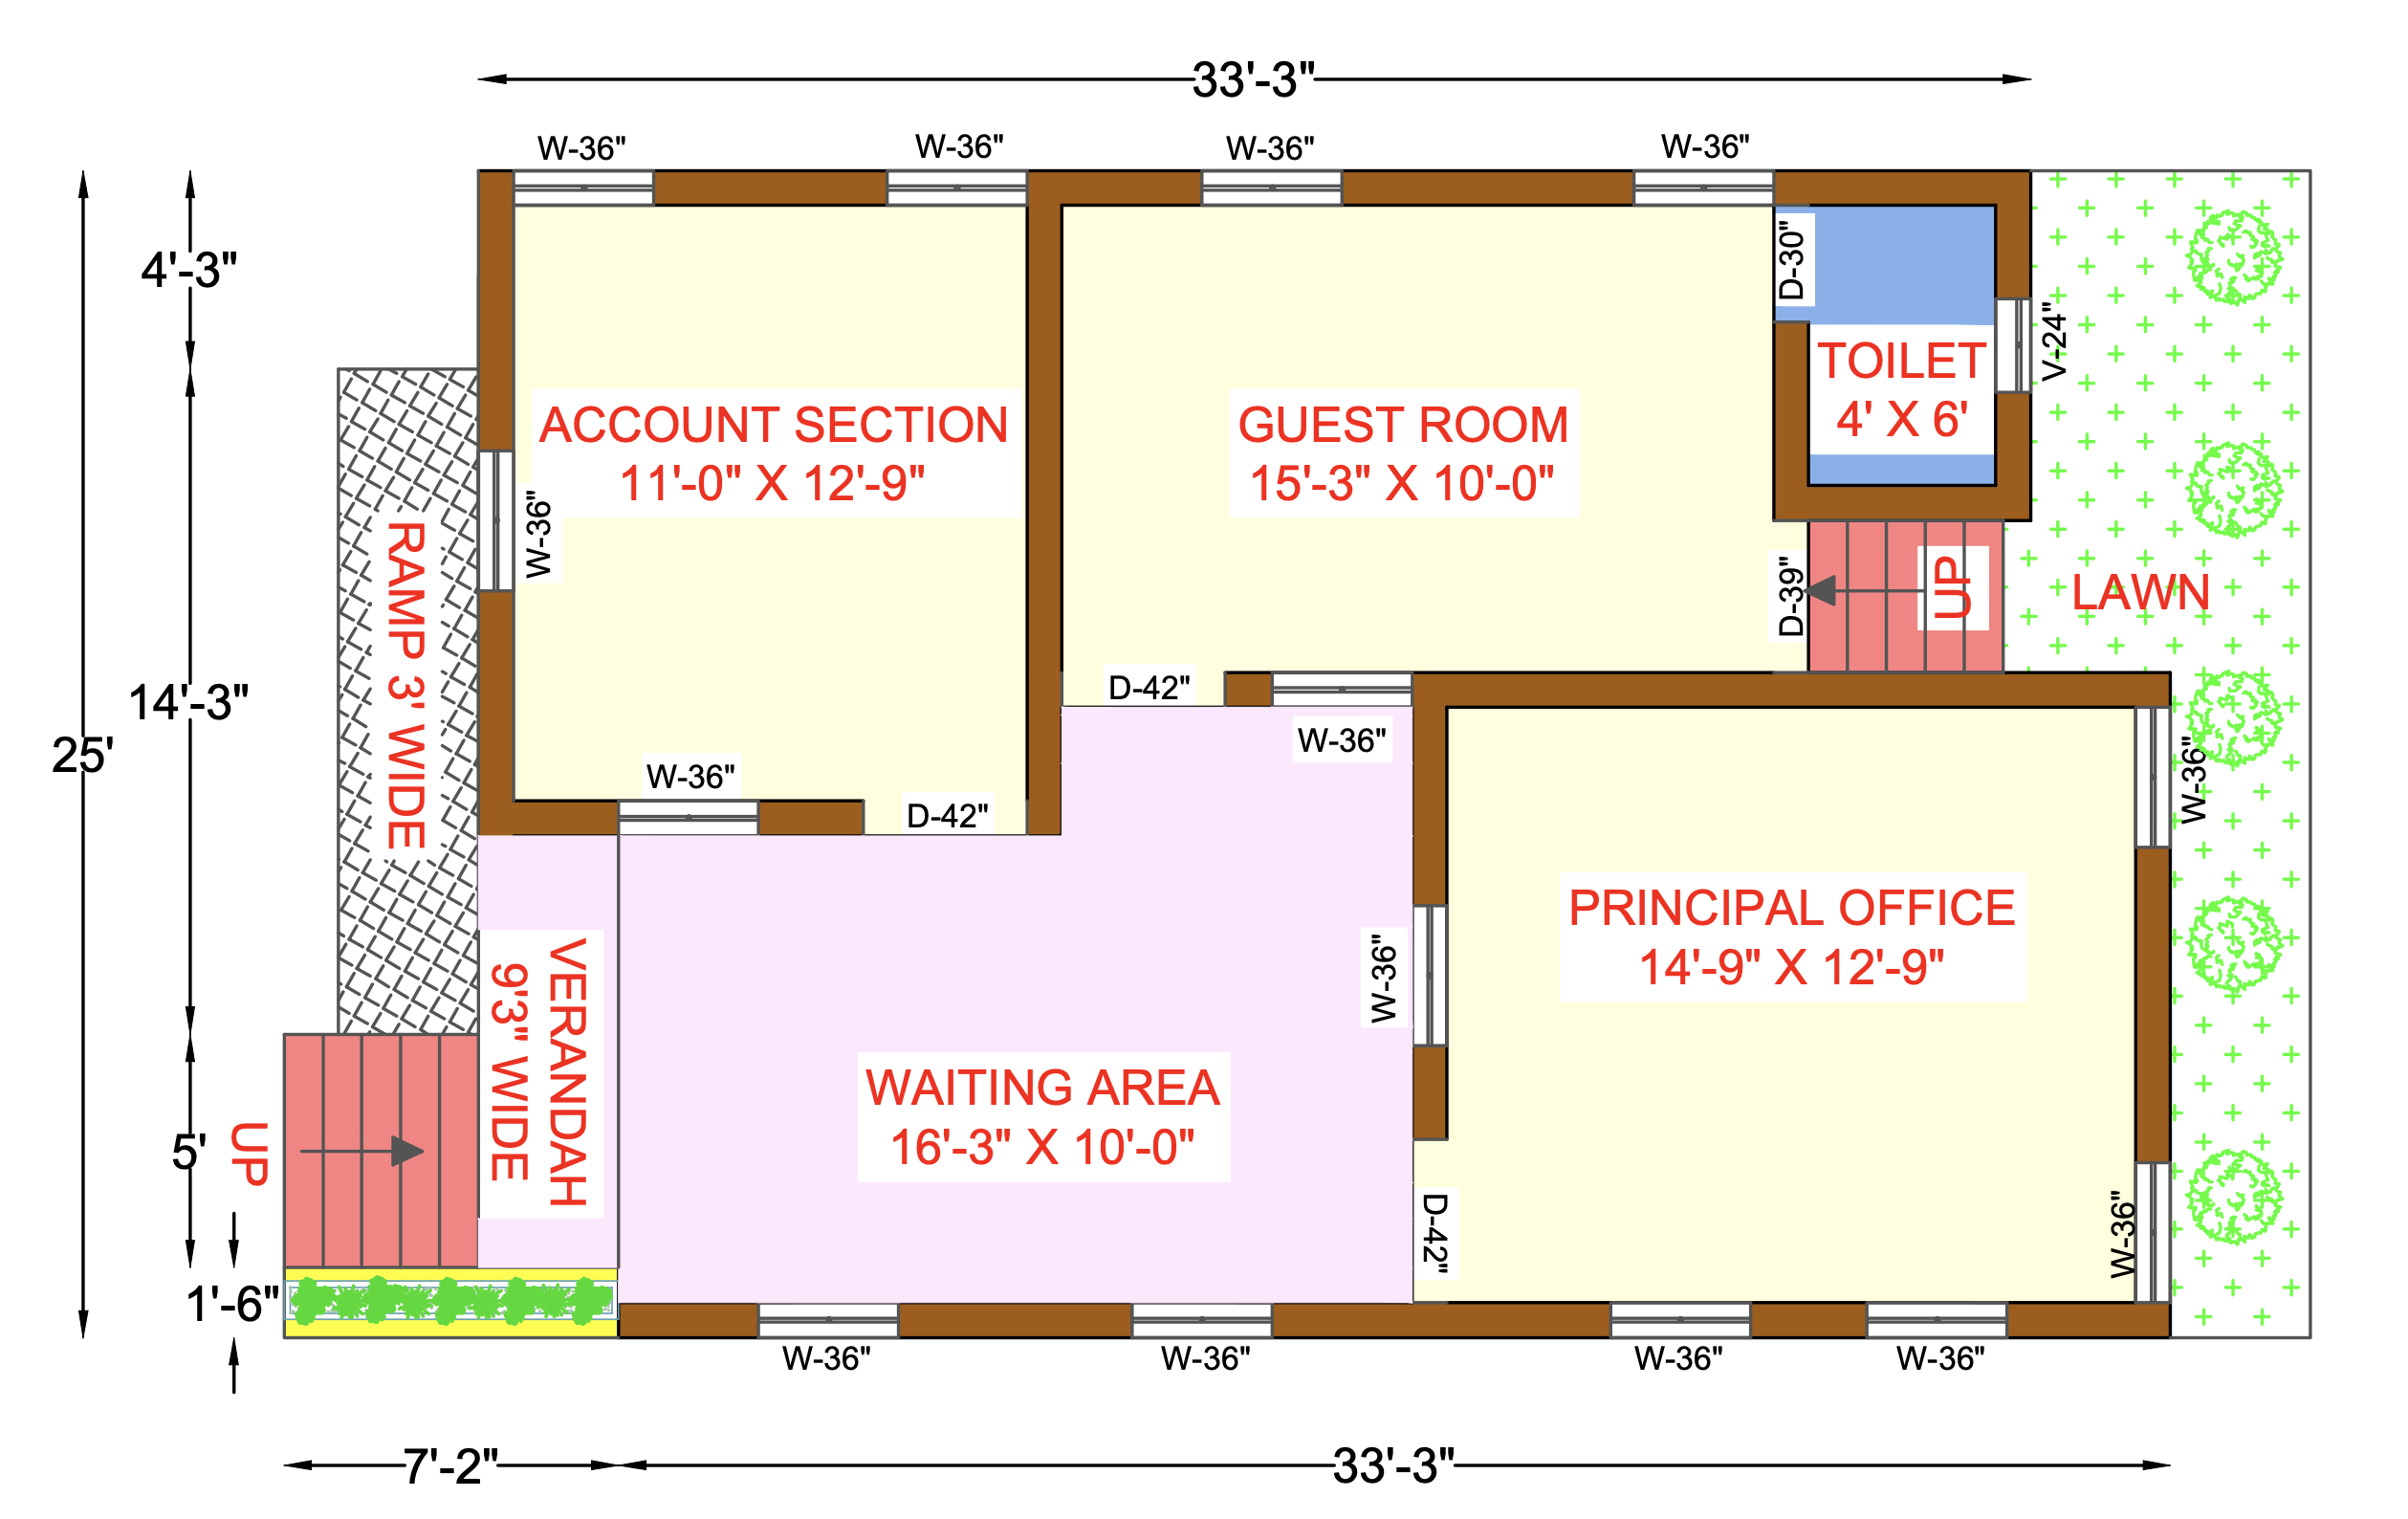 33'-3"
W-36"
W-36"
W-36"
W-36"
4'-3"
D-30"
V-24"
TOILET
4' X 6'
ACCOUNT SECTION
11'-0" X 12'-9"
GUEST ROOM
15'-3" X 10'-0"
W-36"
RAMP 3' WIDE
D-39"
UP
LAWN
14'-3"
25'
D-42"
W-36"
W-36"
D-42"
W-36"
PRINCIPAL OFFICE
14'-9" X 12'-9"
W-36"
VERANDAH
9'3" WIDE
WAITING AREA
16'-3" X 10'-0"
5'
UP
D-42"
W-36"
1'-6"
W-36"
W-36"
W-36"
W-36"
7'-2"
33'-3"